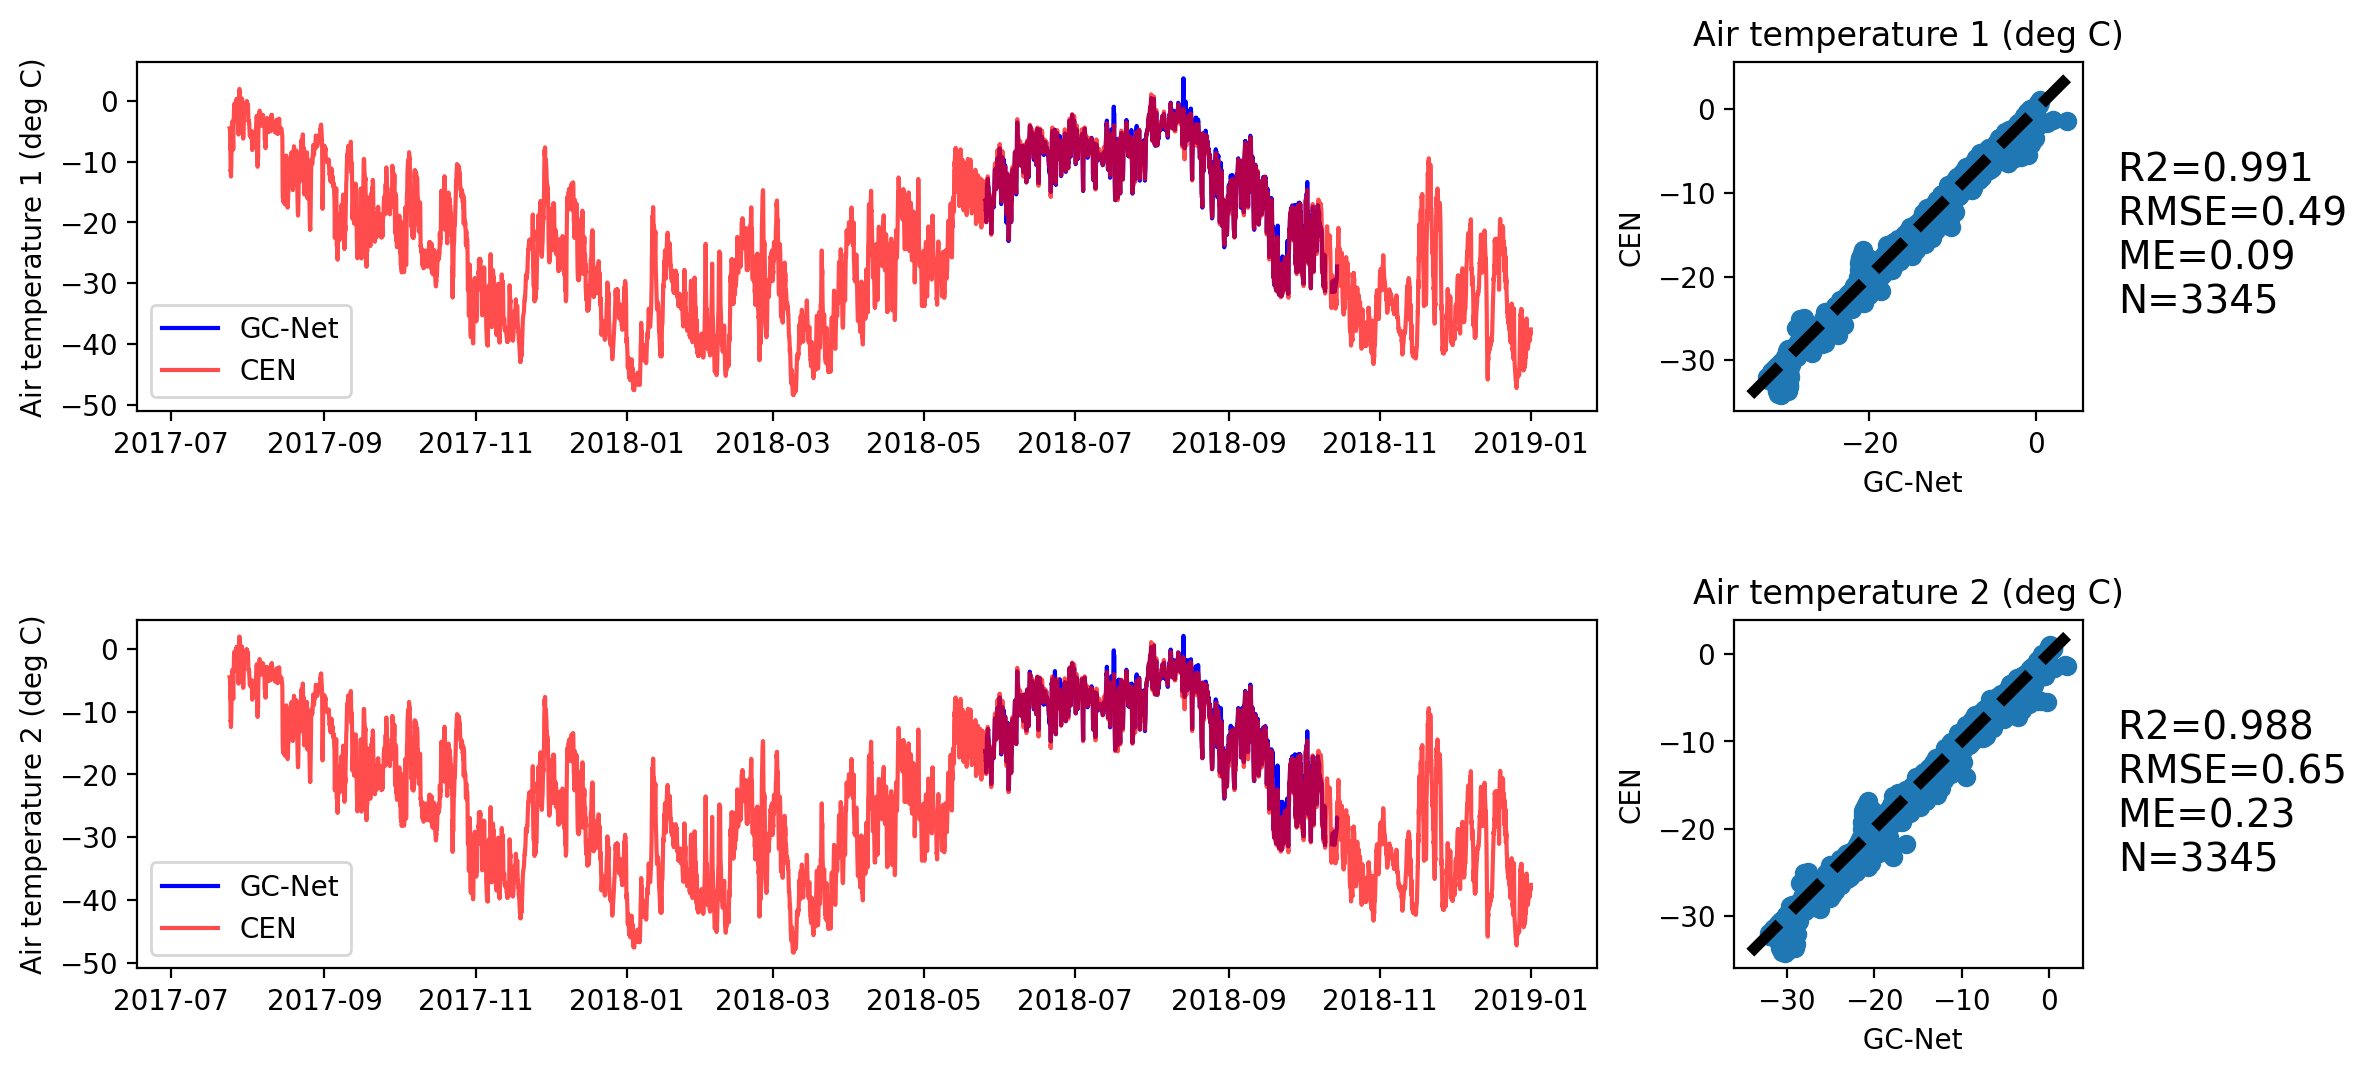 Air temperature 1 (deg C)
Air temperature 1 (deg C)
0
−10
−20
−30
−40
−50
GC-Net
CEN
2017-07 2017-09 2017-11 2018-01 2018-03 2018-05 2018-07 2018-09 2018-11 2019-01
CEN
0
−10
−20
−30
−20 0
GC-Net
R2=0.991
RMSE=0.49
ME=0.09
N=3345
Air temperature 2 (deg C)
Air temperature 2 (deg C)
0
−10
−20
−30
−40
−50
GC-Net
CEN
2017-07 2017-09 2017-11 2018-01 2018-03 2018-05 2018-07 2018-09 2018-11 2019-01
CEN
0
−10
−20
−30
−30 −20 −10 0
GC-Net
R2=0.988
RMSE=0.65
ME=0.23
N=3345